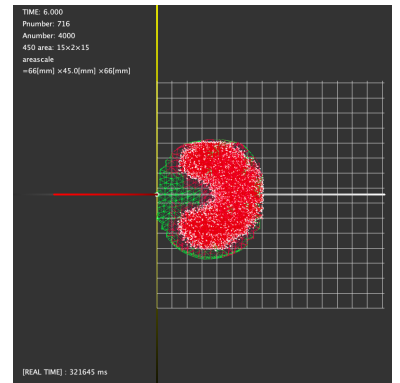 TIME: 6.000
Pnumber: 716
Anumber: 4000
450 area: 15×2×15
areascale
=66[mm] ×45.0[mm] ×66[mm]
[REAL TIME] : 321645 ms